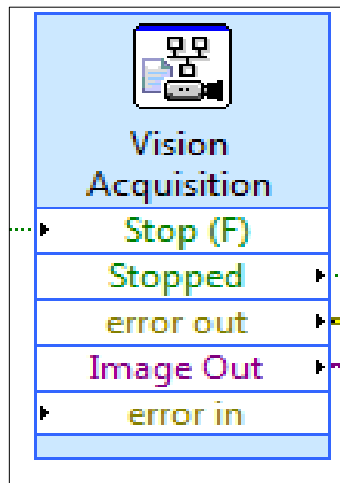 Vision
Acquisition
Stop (F)
Stopped
error out
Image Out
error in